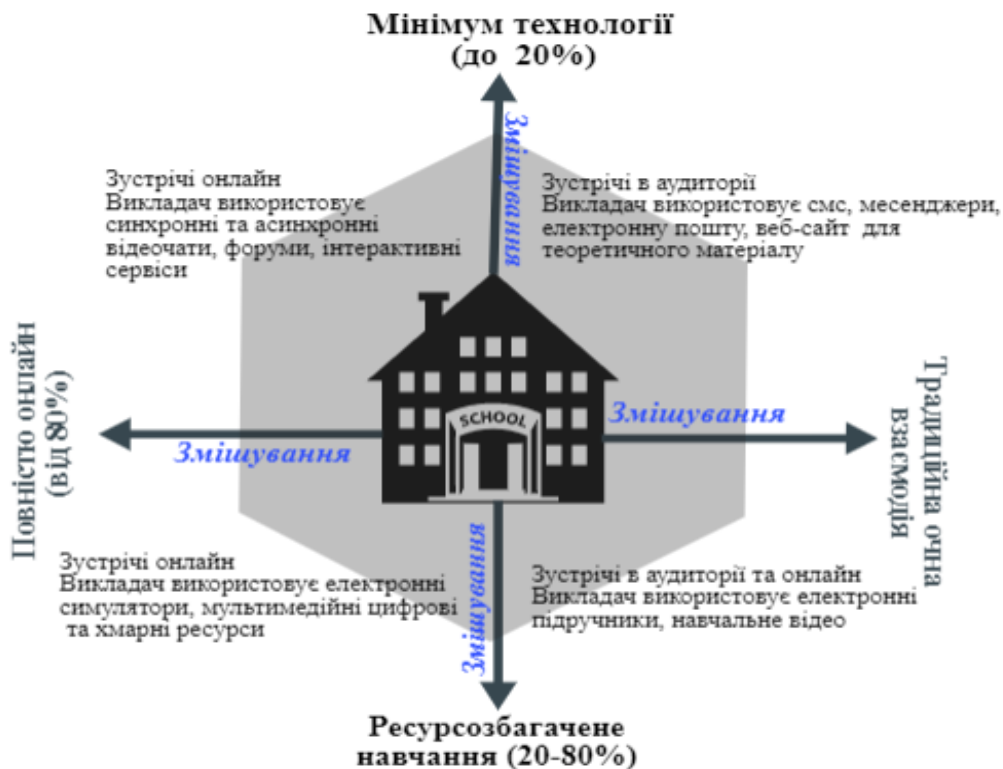 Мінімум технології
(до 20%)
Змішування
Зустрічі онлайн
Викладач використовує
синхронні та асинхронні
відеочати, форуми, інтерактивні
сервіси
Зустрічі в аудиторії
Викладач використовує смс, месенджери,
електронну пошту, веб-сайт для
теоретичного матеріалу
Повністю онлайн
(від 80%)
Змішування
SCHOOL
Змішування
Традиційна очна
взаємодія
Зустрічі онлайн
Викладач використовує електронні
симулятори, мультимедійні цифрові
та хмарні ресурси
Змішування
Зустрічі в аудиторії та онлайн
Викладач використовує електронні
підручники, навчальне відео
Ресурсозбагачене
навчання (20-80%)